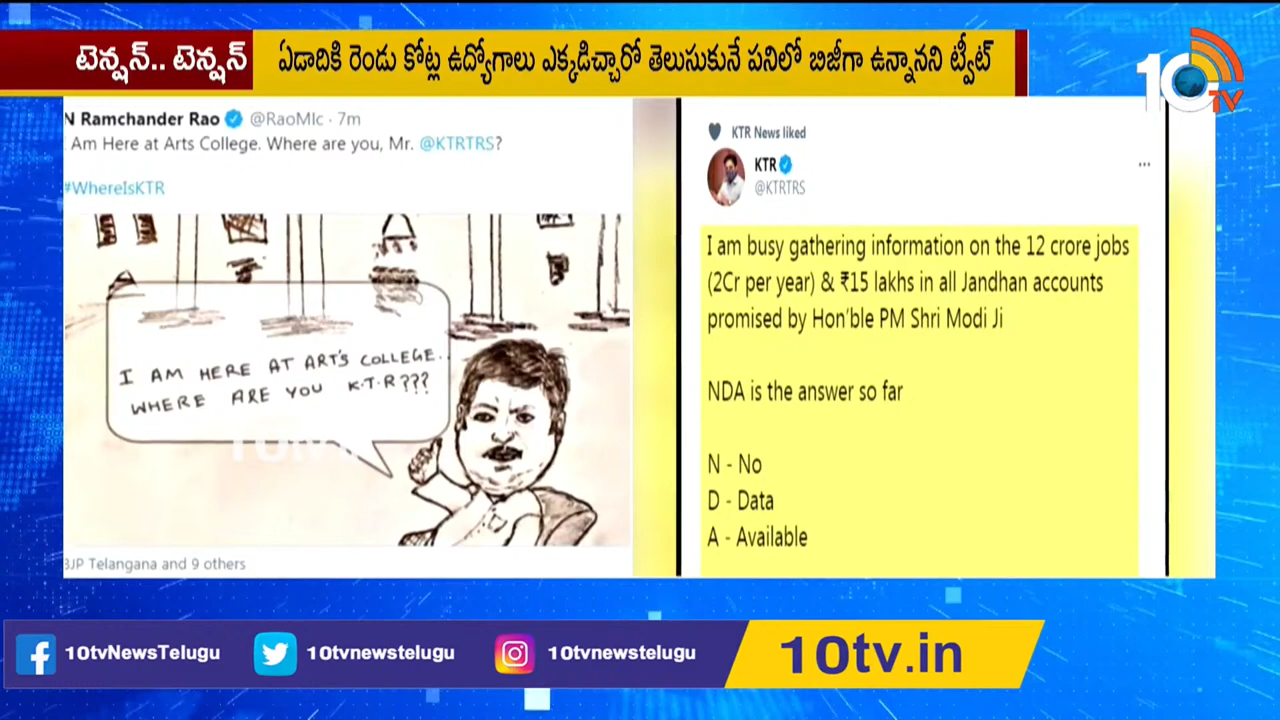 టెన్షన్.. టెన్షన్
ఏడాదికి రెండు కోట్ల ఉద్యోగాలు ఎక్కడిచ్చారో తెలుసుకునే పనిలో బిజీగా ఉన్నానని ట్వీట్
10TV
N Ramchander Rao @RaoMlc · 7m
Am Here at Arts College. Where are you, Mr. @KTRTRS?
#WhereIsKTR
I AM HERE AT ART'S COLLEGE.
WHERE ARE YOU K.T.R???
BJP Telangana and 9 others
KTR News liked
KTR
@KTRTRS
I am busy gathering information on the 12 crore jobs
(2Cr per year) & ₹15 lakhs in all Jandhan accounts
promised by Hon'ble PM Shri Modi Ji
NDA is the answer so far
N - No
D - Data
A - Available
10tvNewsTelugu
10tvnewstelugu
10tvnewstelugu
10tv.in